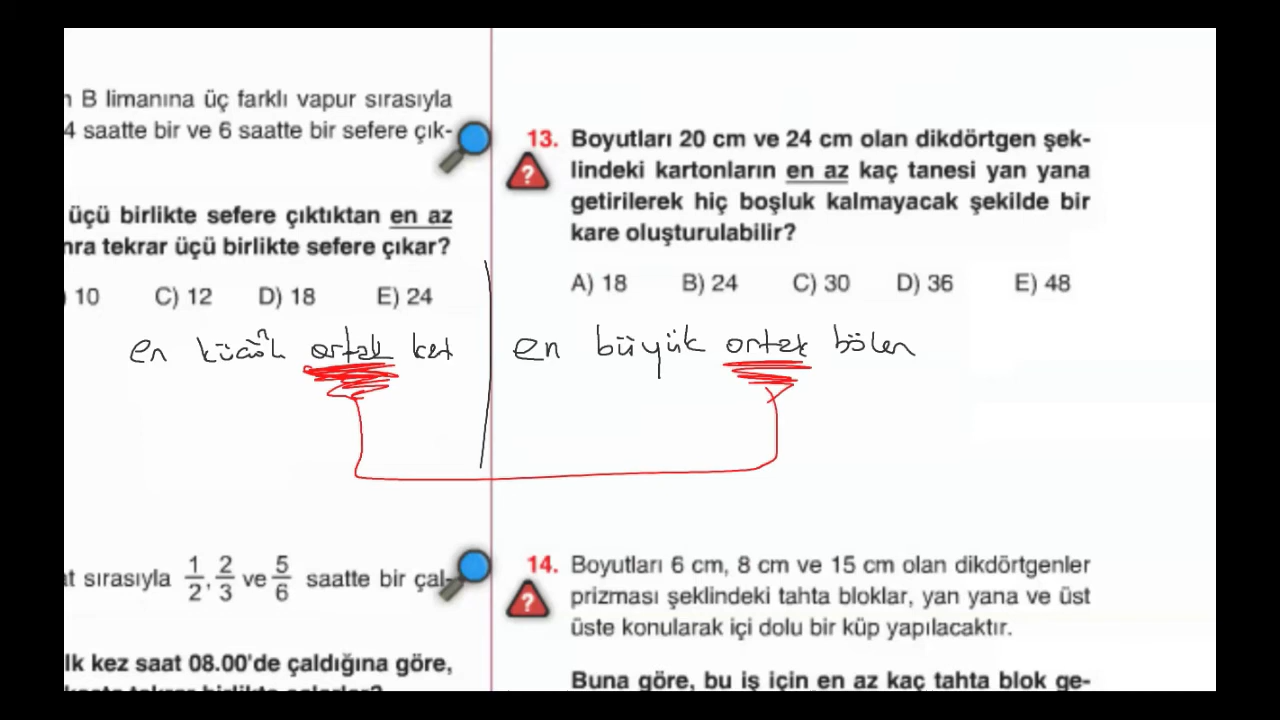 n B limanına üç farklı vapur sırasıyla
4 saatte bir ve 6 saatte bir sefere çık-
üçü birlikte sefere çıktıktan en az
nra tekrar üçü birlikte sefere çıkar?
) 10 C) 12 D) 18 E) 24
en küçük ortak kat
at sırasıyla 1/2, 2/3 ve 5/6 saatte bir çal-
lk kez saat 08.00'de çaldığına göre,
13. Boyutları 20 cm ve 24 cm olan dikdörtgen şek-
lindeki kartonların en az kaç tanesi yan yana
getirilerek hiç boşluk kalmayacak şekilde bir
kare oluşturulabilir?
A) 18 B) 24 C) 30 D) 36 E) 48
en büyük ortak bölen
14. Boyutları 6 cm, 8 cm ve 15 cm olan dikdörtgenler
prizması şeklindeki tahta bloklar, yan yana ve üst
üste konularak içi dolu bir küp yapılacaktır.
Buna göre, bu iş için en az kaç tahta blok ge-